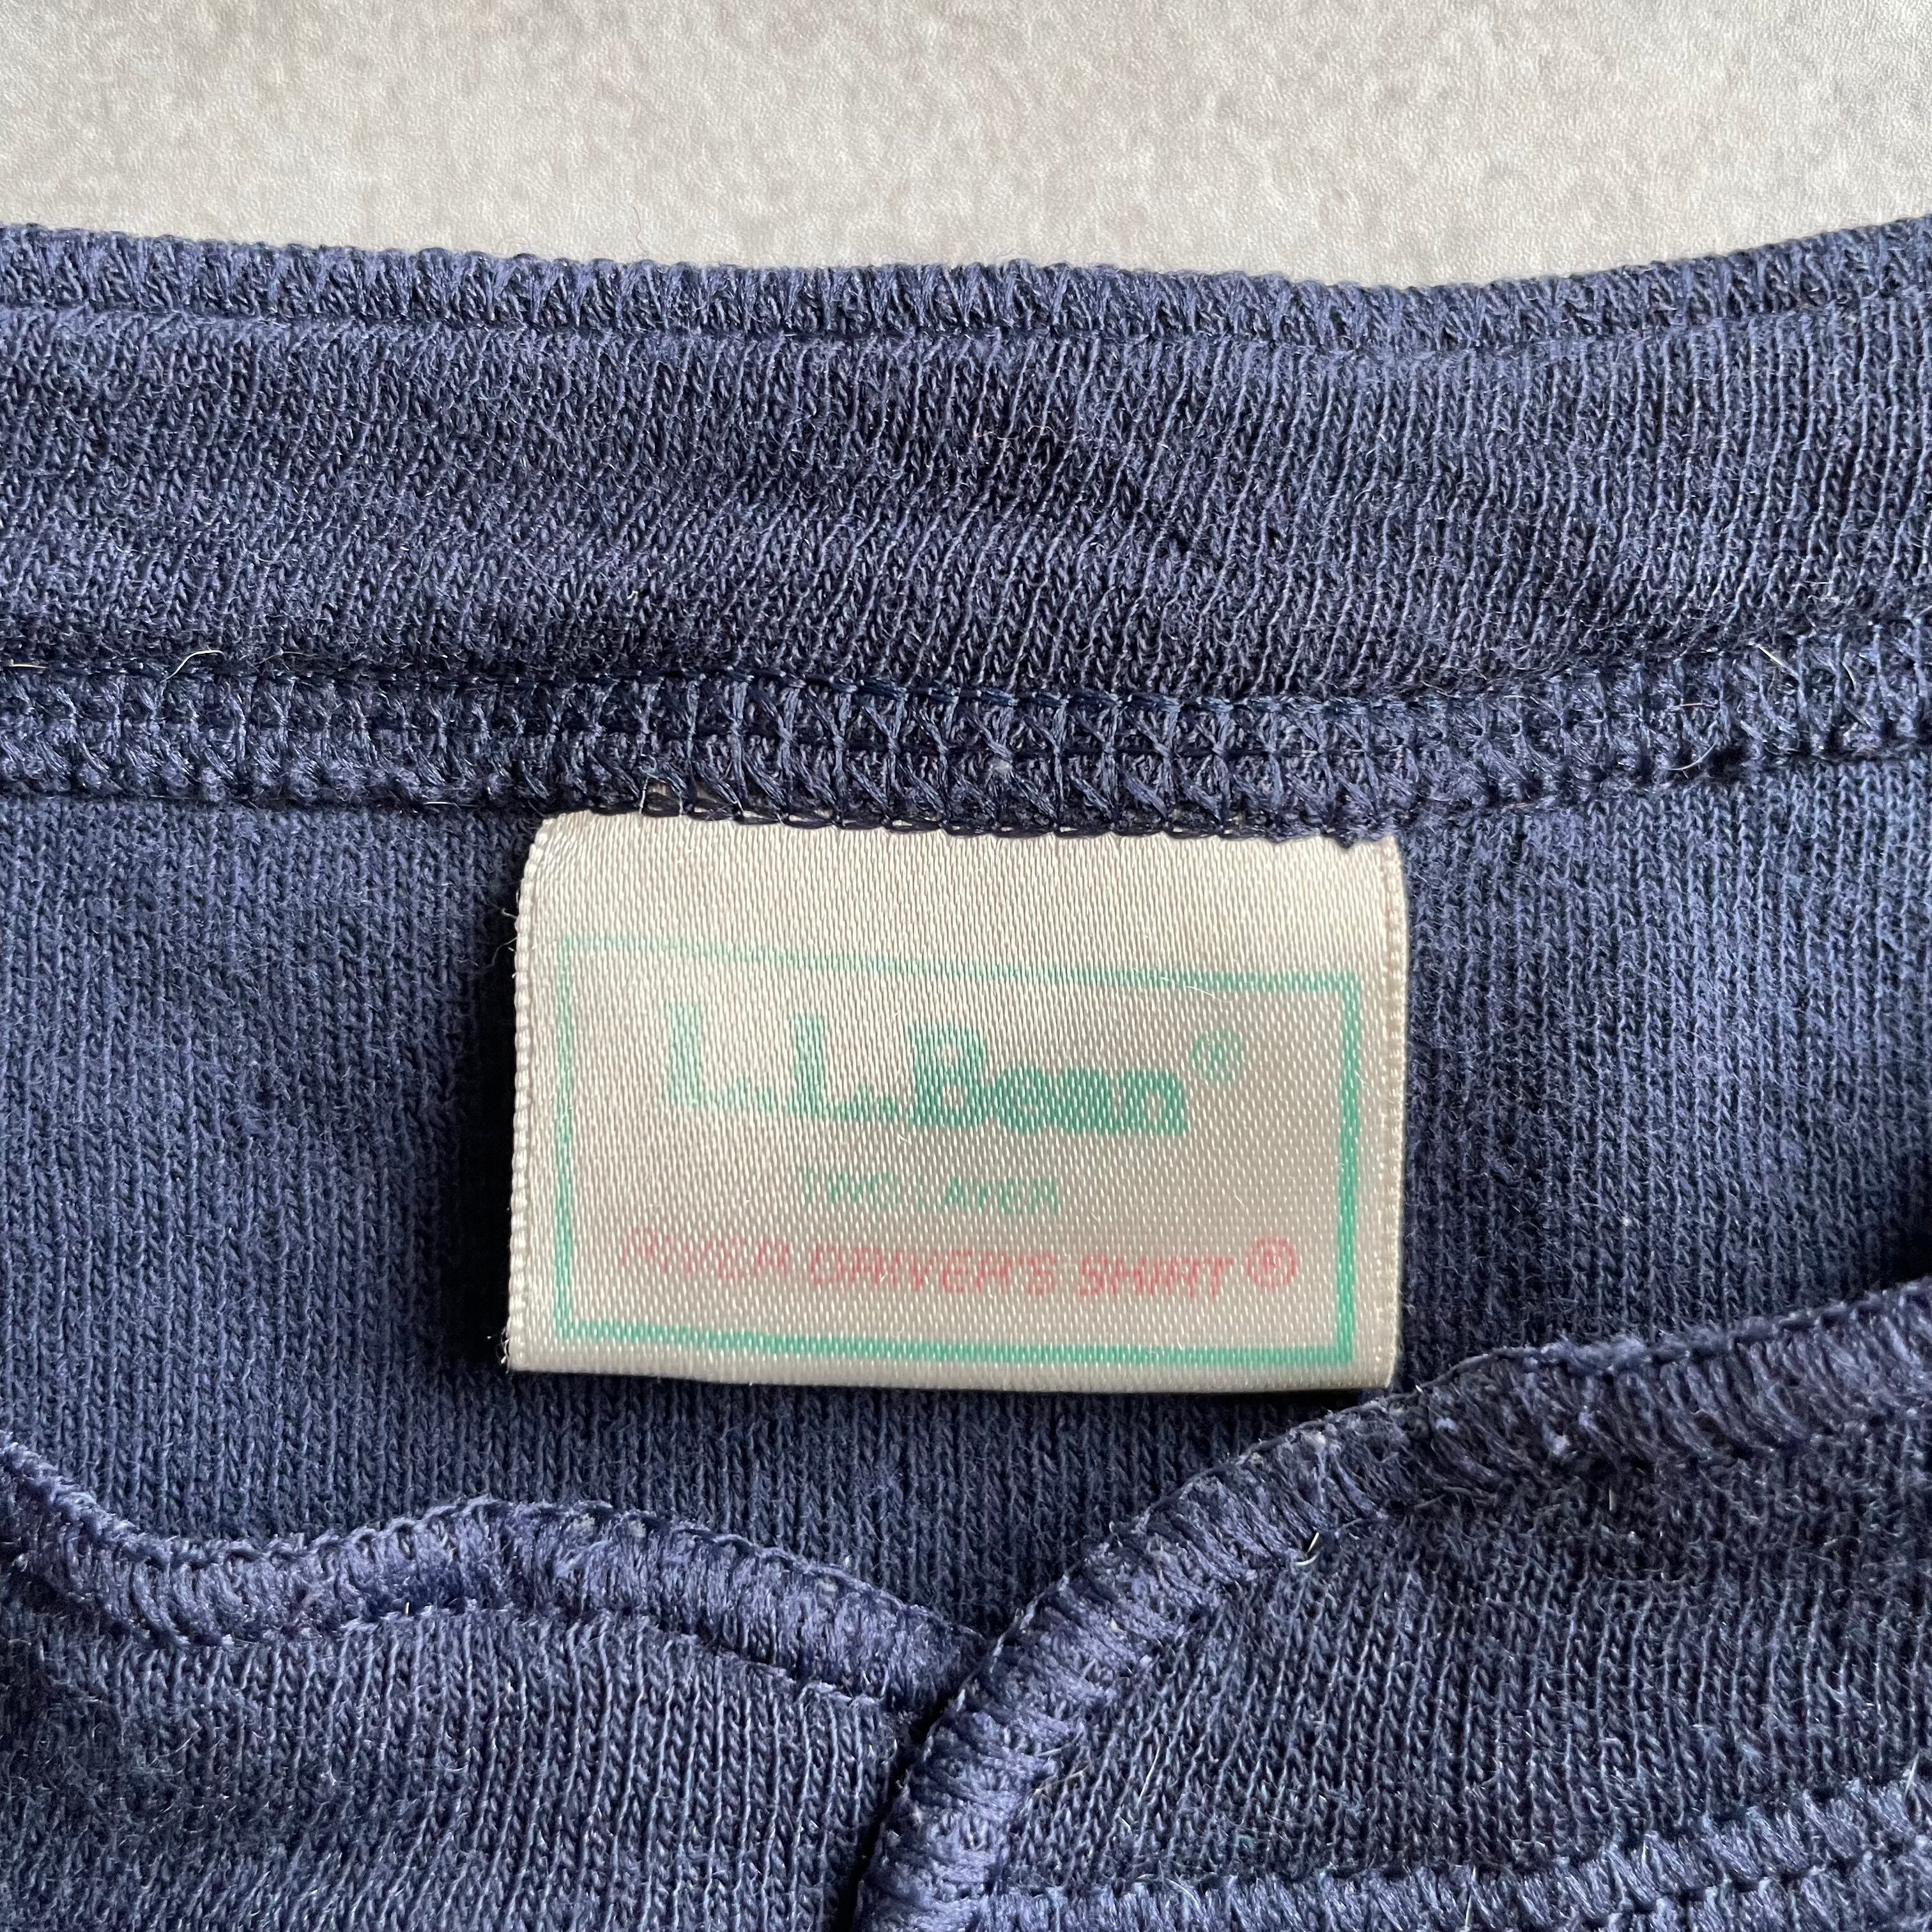 L.L.Bean®
TWO LAYER
RIVER DRIVER'S SHIRT®